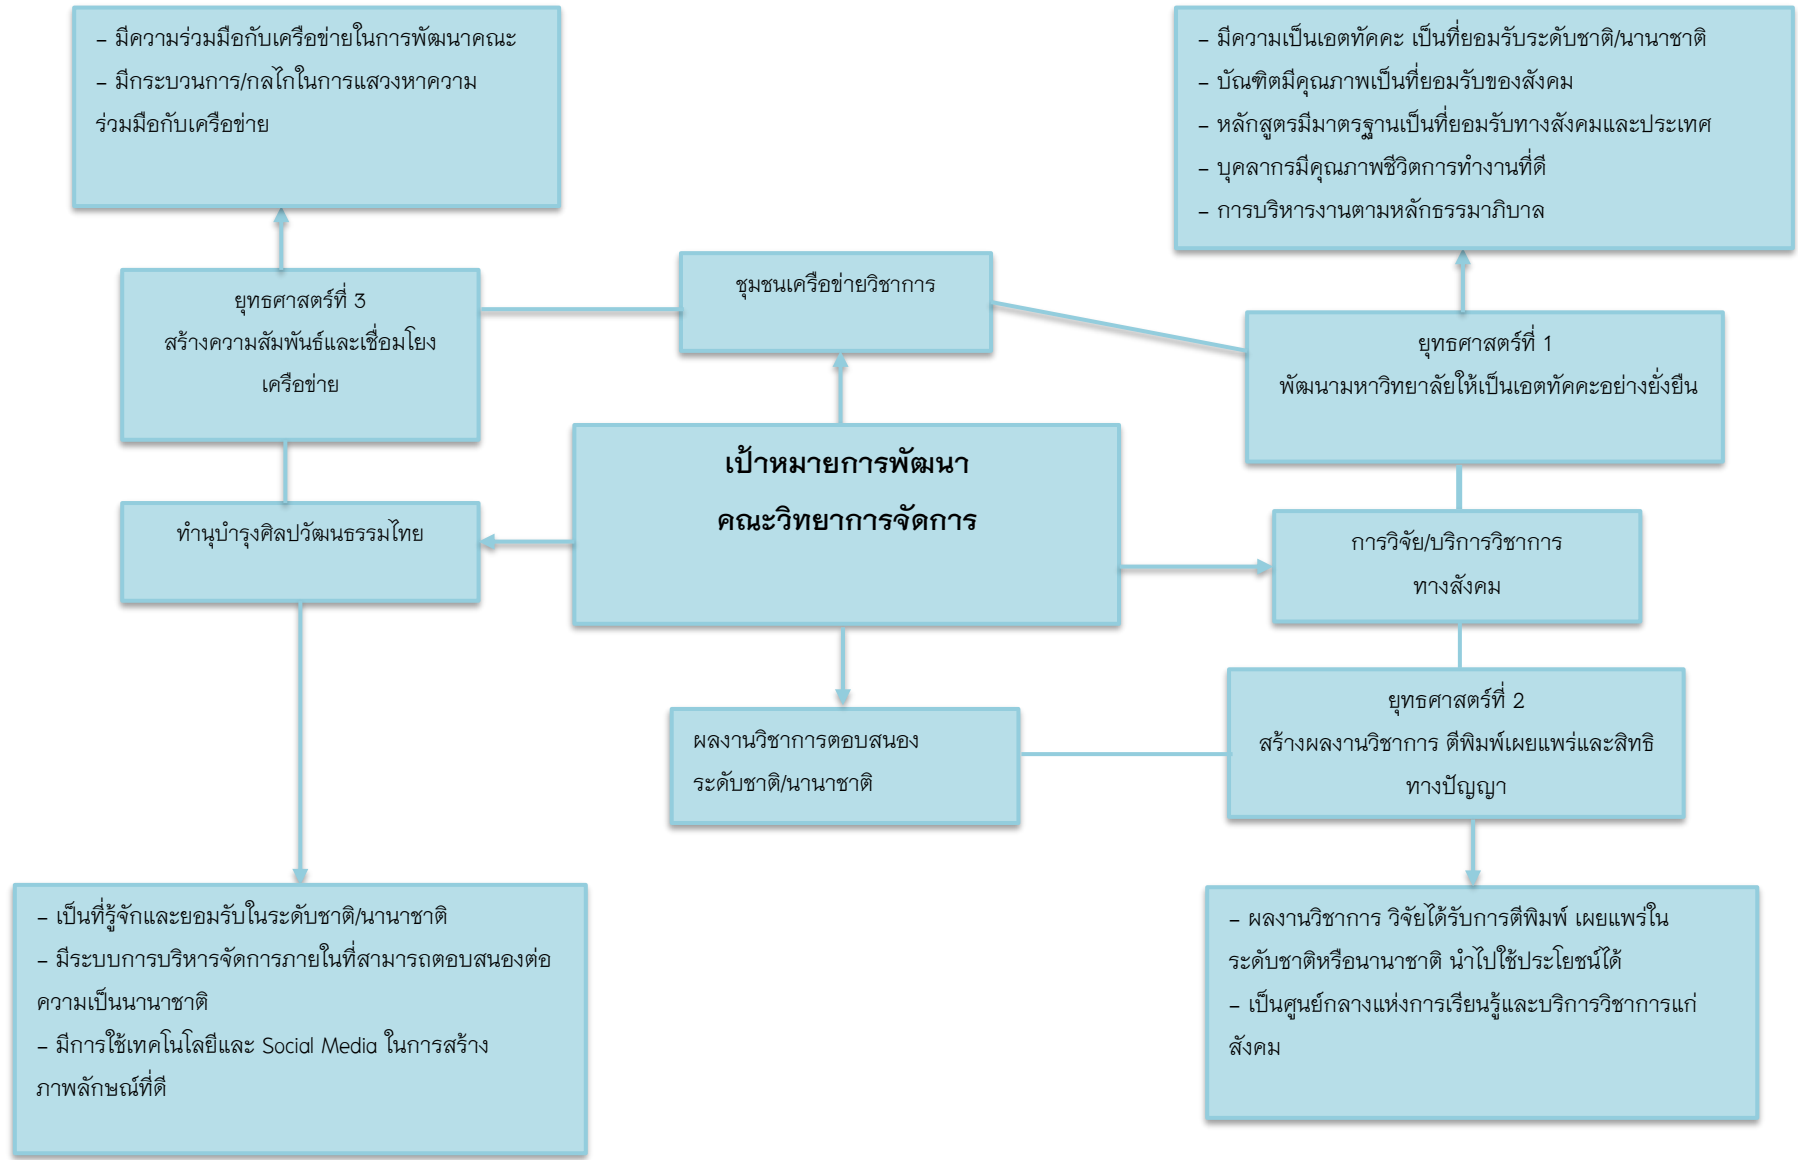 – มีความร่วมมือกับเครือข่ายในการพัฒนาคณะ
– มีกระบวนการ/กลไกในการแสวงหาความ
ร่วมมือกับเครือข่าย
– มีความเป็นเอตทัคคะ เป็นที่ยอมรับระดับชาติ/นานาชาติ
– บัณฑิตมีคุณภาพเป็นที่ยอมรับของสังคม
– หลักสูตรมีมาตรฐานเป็นที่ยอมรับทางสังคมและประเทศ
– บุคลากรมีคุณภาพชีวิตการทำงานที่ดี
– การบริหารงานตามหลักธรรมาภิบาล
ยุทธศาสตร์ที่ 3
สร้างความสัมพันธ์และเชื่อมโยง
เครือข่าย
ชุมชนเครือข่ายวิชาการ
ยุทธศาสตร์ที่ 1
พัฒนามหาวิทยาลัยให้เป็นเอตทัคคะอย่างยั่งยืน
เป้าหมายการพัฒนา
คณะวิทยาการจัดการ
ทำนุบำรุงศิลปวัฒนธรรมไทย
การวิจัย/บริการวิชาการ
ทางสังคม
ผลงานวิชาการตอบสนอง
ระดับชาติ/นานาชาติ
ยุทธศาสตร์ที่ 2
สร้างผลงานวิชาการ ตีพิมพ์เผยแพร่และสิทธิ
ทางปัญญา
– เป็นที่รู้จักและยอมรับในระดับชาติ/นานาชาติ
– มีระบบการบริหารจัดการภายในที่สามารถตอบสนองต่อ
ความเป็นนานาชาติ
– มีการใช้เทคโนโลยีและ Social Media ในการสร้าง
ภาพลักษณ์ที่ดี
– ผลงานวิชาการ วิจัยได้รับการตีพิมพ์ เผยแพร่ใน
ระดับชาติหรือนานาชาติ นำไปใช้ประโยชน์ได้
– เป็นศูนย์กลางแห่งการเรียนรู้และบริการวิชาการแก่
สังคม